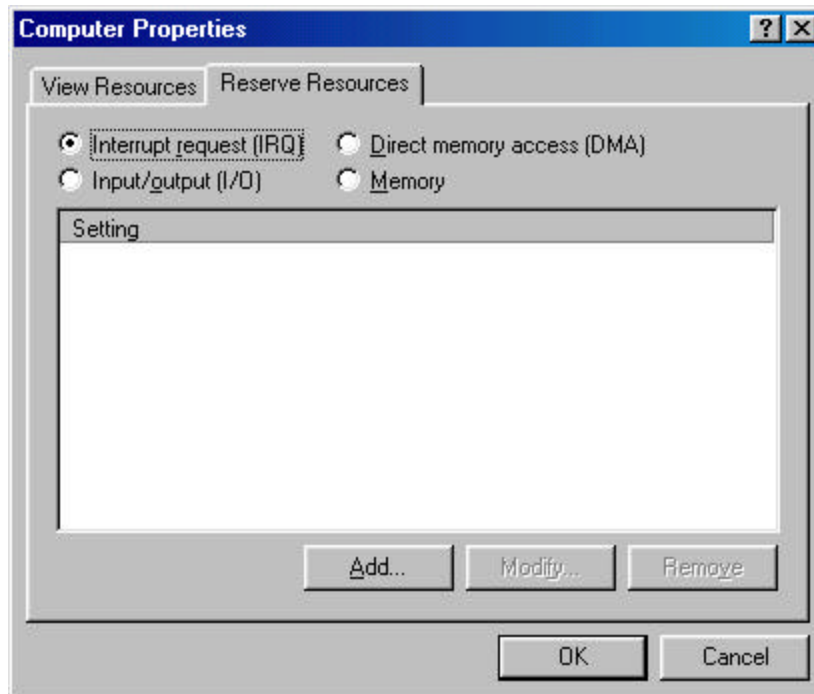 Computer Properties
View Resources Reserve Resources
Interrupt request (IRQ) Direct memory access (DMA)
Input/output (I/O) Memory
Setting
Add... Modify... Remove
OK Cancel